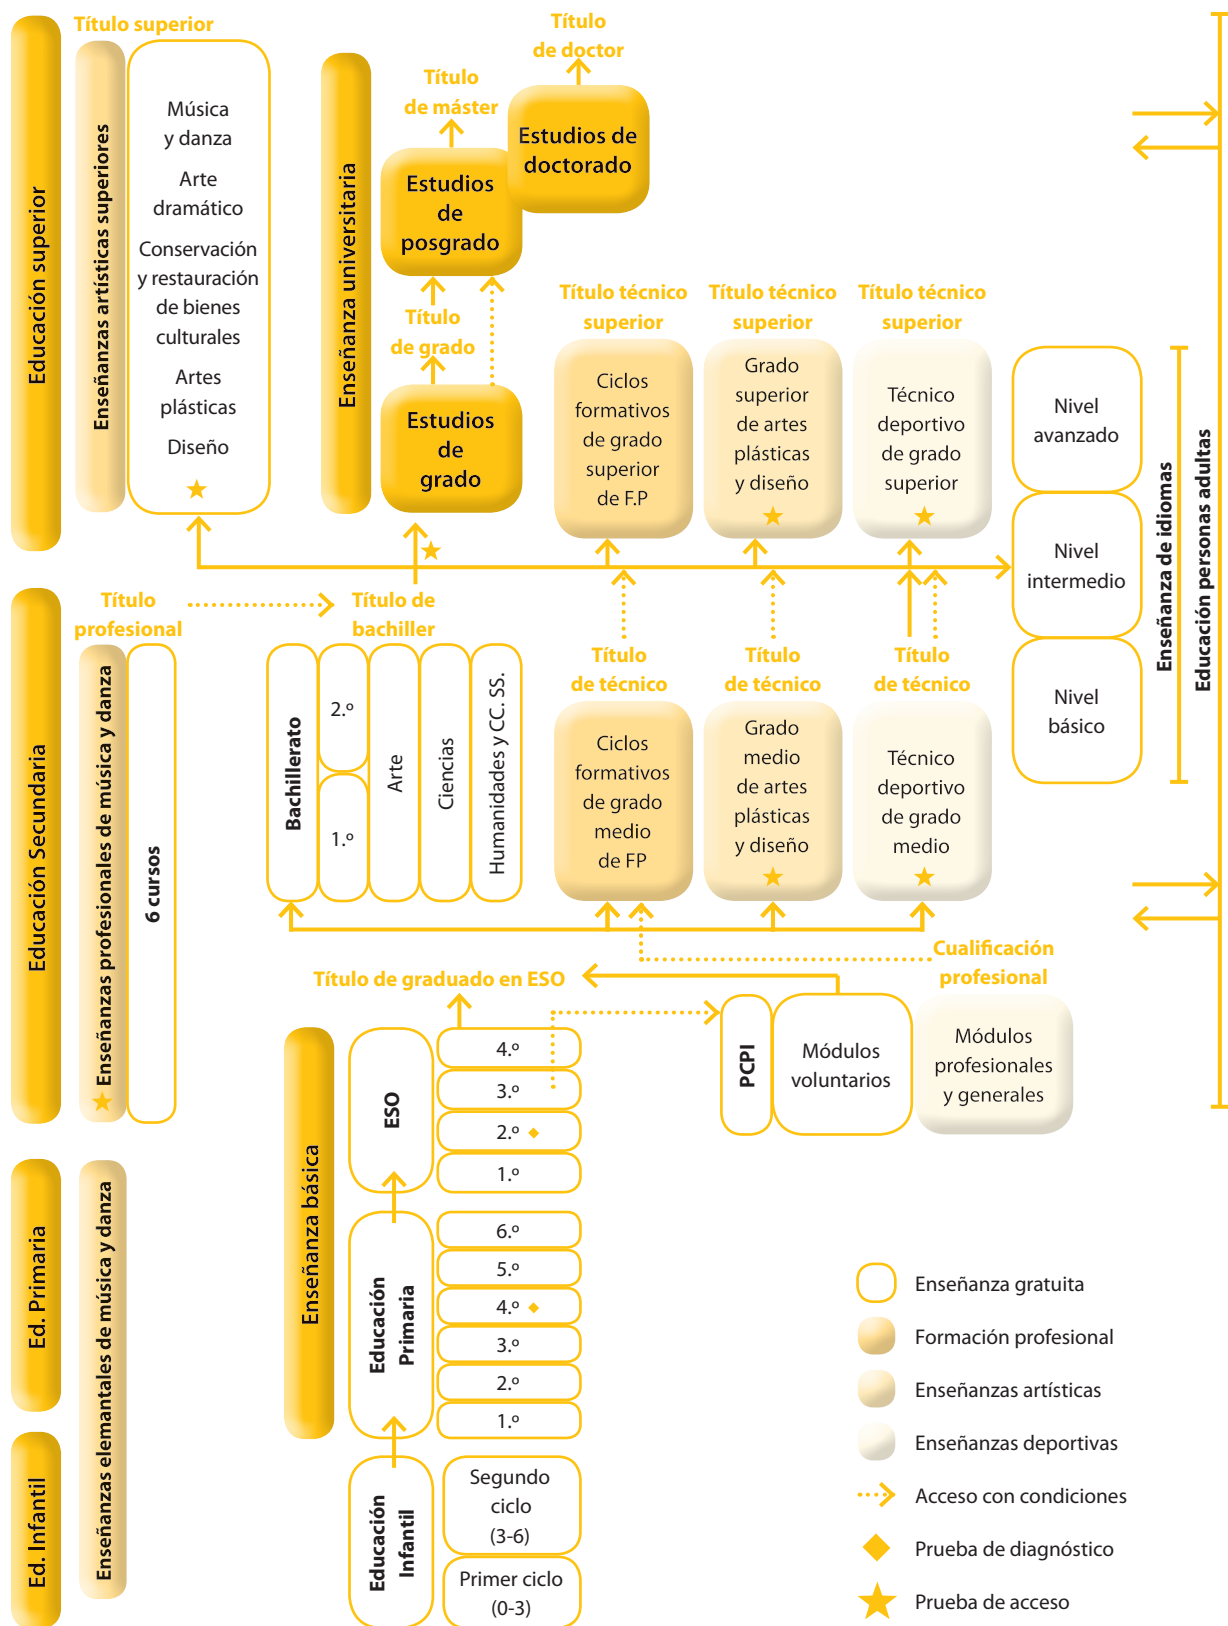 Título superior
Educación superior
Enseñanzas artísticas superiores
Música
y danza
Arte
dramático
Conservación
y restauración
de bienes
culturales
Artes
plásticas
Diseño
Enseñanza universitaria
Título
de doctor
Título
de máster
Estudios de
doctorado
Estudios
de
posgrado
Título
de grado
Estudios
de
grado
Título técnico
superior
Ciclos
formativos
de grado
superior
de F.P
Título técnico
superior
Grado
superior
de artes
plásticas
y diseño
Título técnico
superior
Técnico
deportivo
de grado
superior
Nivel
avanzado
Nivel
intermedio
Nivel
básico
Enseñanza de idiomas
Educación personas adultas
Educación Secundaria
Título
profesional
Enseñanzas profesionales de música y danza
6 cursos
Título de
bachiller
Bachillerato
2.º
1.º
Arte
Ciencias
Humanidades y CC. SS.
Título
de técnico
Ciclos
formativos
de grado
medio
de FP
Título
de técnico
Grado
medio
de artes
plásticas
y diseño
Título
de técnico
Técnico
deportivo
de grado
medio
Cualificación
profesional
Título de graduado en ESO
PCPI
Módulos
voluntarios
Módulos
profesionales
y generales
Enseñanza básica
ESO
4.º
3.º
2.º
1.º
Ed. Primaria
Enseñanzas elemantales de música y danza
Educación
Primaria
6.º
5.º
4.º
3.º
2.º
1.º
Ed. Infantil
Educación
Infantil
Segundo
ciclo
(3-6)
Primer ciclo
(0-3)
Enseñanza gratuita
Formación profesional
Enseñanzas artísticas
Enseñanzas deportivas
Acceso con condiciones
Prueba de diagnóstico
Prueba de acceso